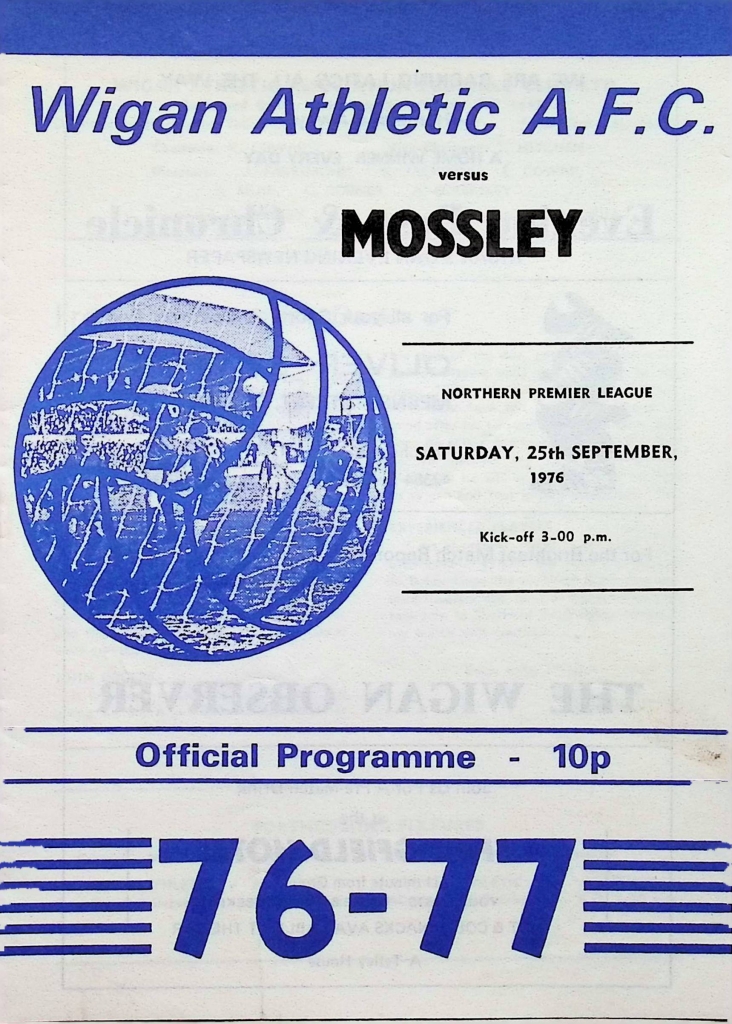 Wigan Athletic A.F.C.
versus
MOSSLEY
NORTHERN PREMIER LEAGUE
SATURDAY, 25th SEPTEMBER,
1976
Kick-off 3-00 p.m.
Official Programme - 10p
76-77